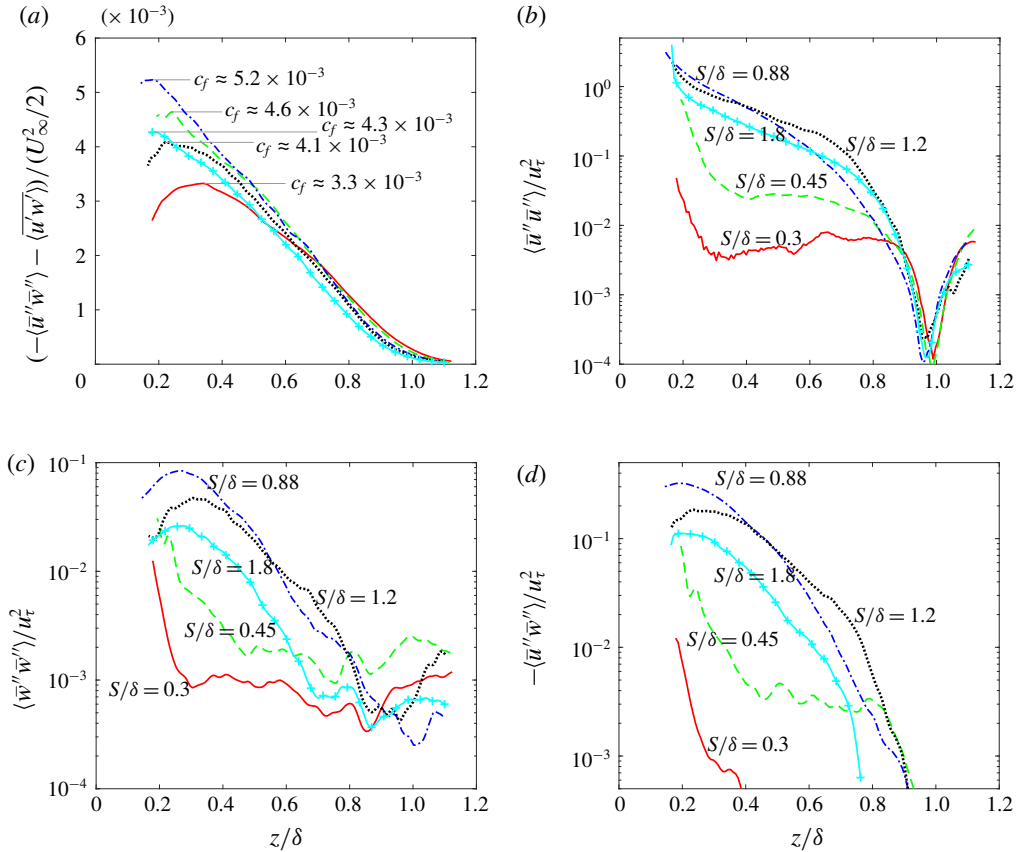 (a) (× 10⁻³)
6
5
4
3
2
1
0 0.2 0.4 0.6 0.8 1.0 1.2
(−⟨u̅″w̅″⟩ − ⟨u̅′w̅′⟩)/(U²∞/2)
c_f ≈ 5.2 × 10⁻³
c_f ≈ 4.6 × 10⁻³
c_f ≈ 4.3 × 10⁻³
c_f ≈ 4.1 × 10⁻³
c_f ≈ 3.3 × 10⁻³
(b)
10⁰
10⁻¹
10⁻²
10⁻³
10⁻⁴
0 0.2 0.4 0.6 0.8 1.0 1.2
⟨u̅″u̅″⟩/u²_τ
S/δ = 0.88
S/δ = 1.8
S/δ = 1.2
S/δ = 0.45
S/δ = 0.3
(c)
10⁻¹
10⁻²
10⁻³
10⁻⁴
0 0.2 0.4 0.6 0.8 1.0 1.2
z/δ
⟨w̅″w̅″⟩/u²_τ
S/δ = 0.88
S/δ = 1.8
S/δ = 1.2
S/δ = 0.45
S/δ = 0.3
(d)
10⁻¹
10⁻²
10⁻³
0 0.2 0.4 0.6 0.8 1.0 1.2
z/δ
−⟨u̅″w̅″⟩/u²_τ
S/δ = 0.88
S/δ = 1.8
S/δ = 1.2
S/δ = 0.45
S/δ = 0.3